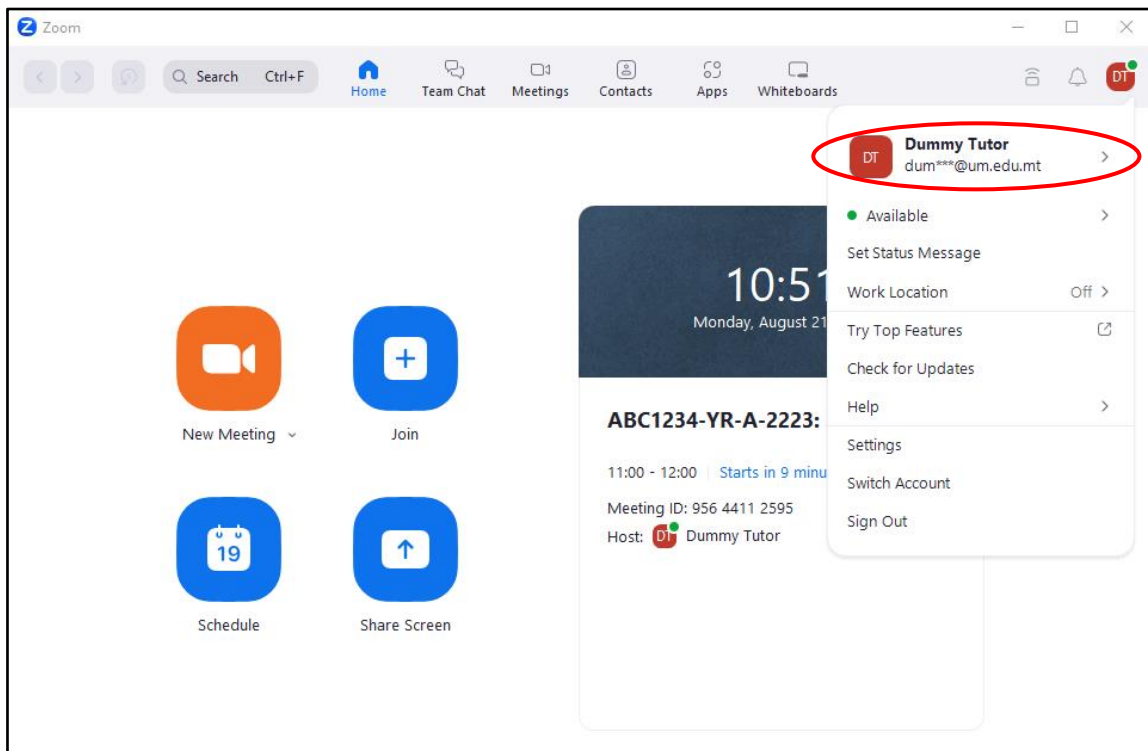 Zoom
Search Ctrl+F
Home
Team Chat
Meetings
Contacts
Apps
Whiteboards
DT
DT
Dummy Tutor
dum***@um.edu.mt
Available
Set Status Message
Work Location Off
Try Top Features
Check for Updates
Help
Settings
Switch Account
Sign Out
New Meeting
Join
19
Schedule
Share Screen
10:51
Monday, August 21
ABC1234-YR-A-2223:
11:00 - 12:00 Starts in 9 minu
Meeting ID: 956 4411 2595
Host: DT Dummy Tutor